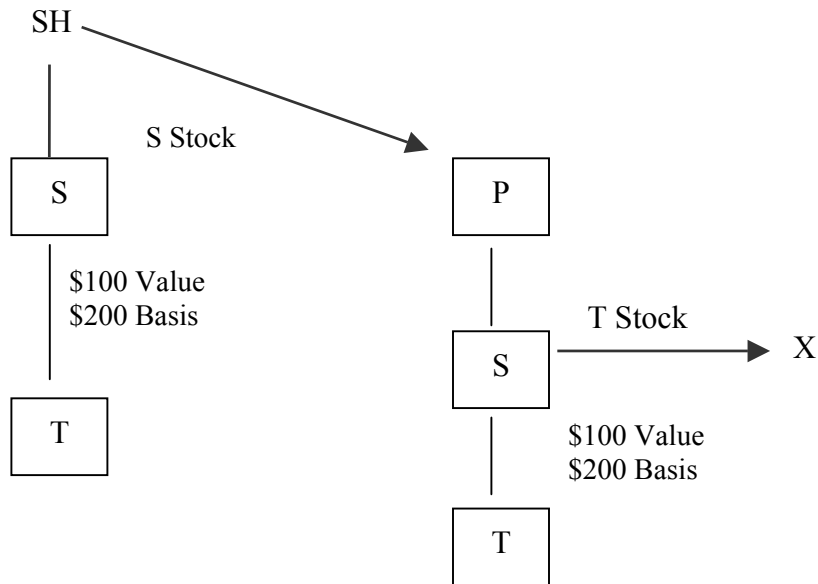 SH
S Stock
S
P
$100 Value
$200 Basis
T Stock
X
S
T
$100 Value
$200 Basis
T